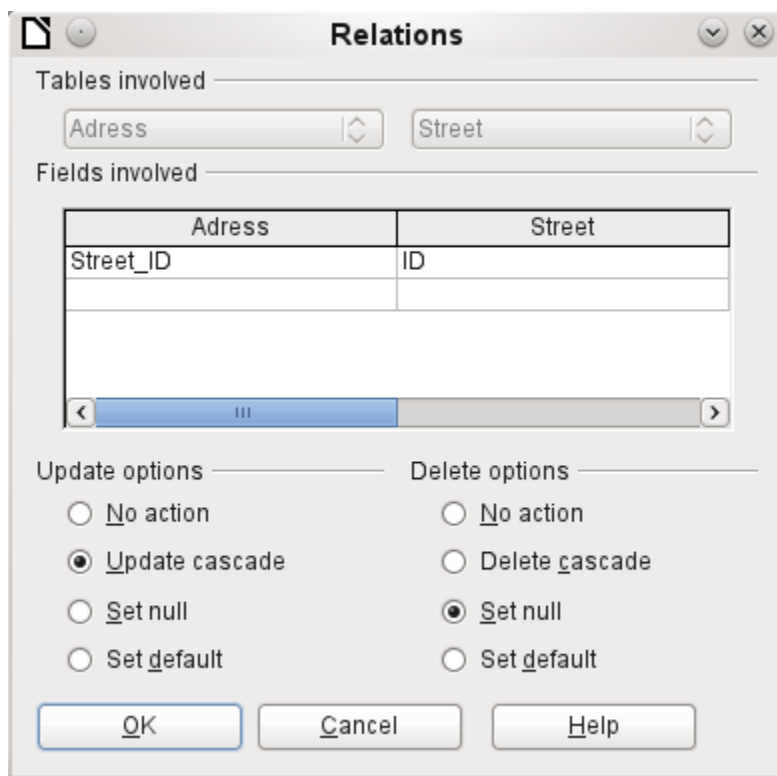 Relations
Tables involved
Adress Street
Fields involved
Adress Street
Street_ID ID
Update options Delete options
No action No action
Update cascade Delete cascade
Set null Set null
Set default Set default
OK Cancel Help